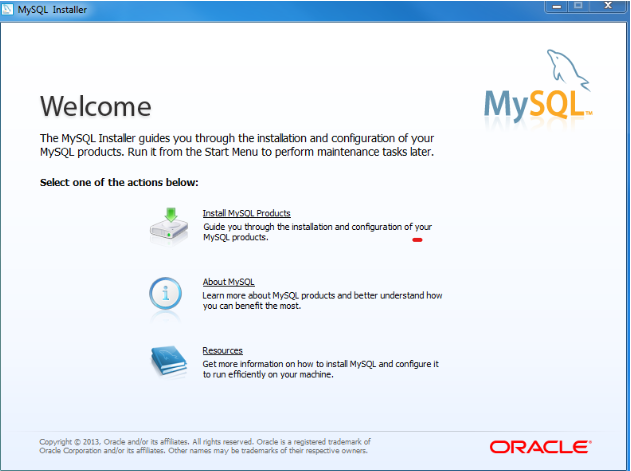 MySQL Installer
MySQL™
Welcome
The MySQL Installer guides you through the installation and configuration of your
MySQL products. Run it from the Start Menu to perform maintenance tasks later.
Select one of the actions below:
Install MySQL Products
Guide you through the installation and configuration of your
MySQL products.
About MySQL
Learn more about MySQL products and better understand how
you can benefit the most.
Resources
Get more information on how to install MySQL and configure it
to run efficiently on your machine.
Copyright © 2013, Oracle and/or its affiliates. All rights reserved. Oracle is a registered trademark of
Oracle Corporation and/or its affiliates. Other names may be trademarks of their respective owners.
ORACLE